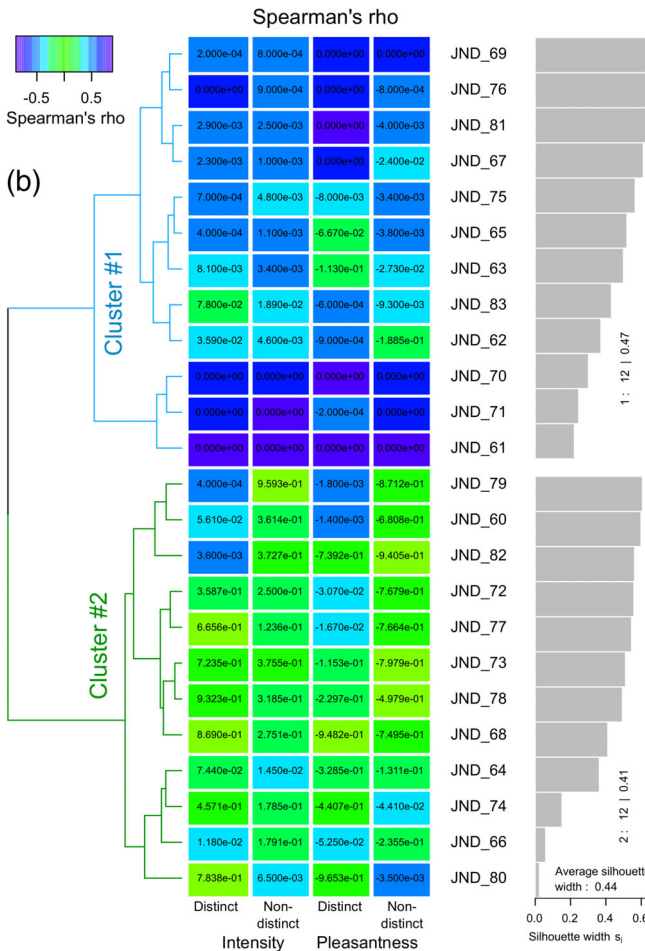 Spearman's rho
-0.5 0.5
Spearman's rho
(b)
Cluster #1
Cluster #2
2.000e-04 8.000e-04 0.000e+00 0.000e+00 JND_69
0.000e+00 9.000e-04 0.000e+00 -8.000e-04 JND_76
2.900e-03 2.500e-03 0.000e+00 -4.000e-03 JND_81
2.300e-03 1.000e-03 0.000e+00 -2.400e-02 JND_67
7.000e-04 4.800e-03 -8.000e-03 -3.400e-03 JND_75
4.000e-04 1.100e-03 -6.670e-02 -3.800e-03 JND_65
8.100e-03 3.400e-03 -1.130e-01 -2.730e-02 JND_63
7.800e-02 1.890e-02 -6.000e-04 -9.300e-03 JND_83
3.590e-02 4.600e-03 -9.000e-04 -1.885e-01 JND_62
0.000e+00 0.000e+00 0.000e+00 0.000e+00 JND_70
0.000e+00 0.000e+00 -2.000e-04 0.000e+00 JND_71
0.000e+00 0.000e+00 0.000e+00 0.000e+00 JND_61
4.000e-04 9.593e-01 -1.800e-03 -8.712e-01 JND_79
5.610e-02 3.614e-01 -1.400e-03 -6.808e-01 JND_60
3.600e-03 3.727e-01 -7.392e-01 -9.405e-01 JND_82
3.587e-01 2.500e-01 -3.070e-02 -7.679e-01 JND_72
6.656e-01 1.236e-01 -1.670e-02 -7.664e-01 JND_77
7.235e-01 3.755e-01 -1.153e-01 -7.979e-01 JND_73
9.323e-01 3.185e-01 -2.297e-01 -4.979e-01 JND_78
8.690e-01 2.751e-01 -9.482e-01 -7.495e-01 JND_68
7.440e-02 1.450e-02 -3.285e-01 -1.311e-01 JND_64
4.571e-01 1.785e-01 -4.407e-01 -4.410e-02 JND_74
1.180e-02 1.791e-01 -5.250e-02 -2.355e-01 JND_66
7.838e-01 6.500e-03 -9.653e-01 -3.500e-03 JND_80
Distinct Non-distinct Distinct Non-distinct
Intensity Pleasantness
1 : 12 | 0.47
2 : 12 | 0.41
Average silhouette
width : 0.44
0.0 0.2 0.4 0.6
Silhouette width si